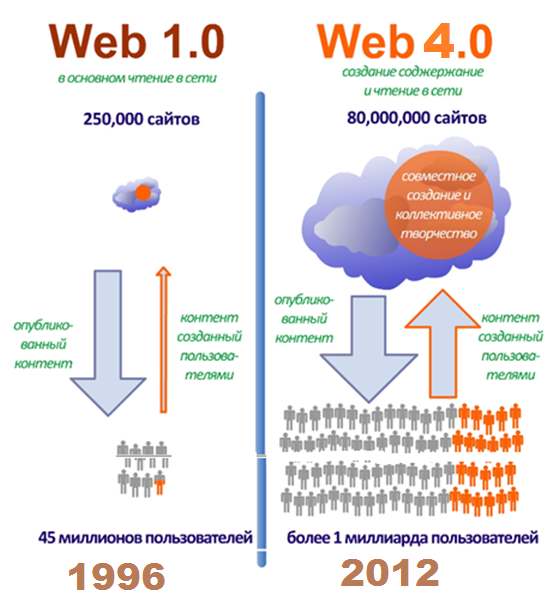 Web 1.0
в основном чтение в сети
250,000 сайтов
опублико-
ванный
контент
контент
созданный
пользова-
телями
45 миллионов пользователей
1996
Web 4.0
создание соджержание
и чтение в сети
80,000,000 сайтов
совместное
создание и
коллективное
творчество
опублико-
ванный
контент
контент
созданный
пользова-
телями
более 1 миллиарда пользователей
2012